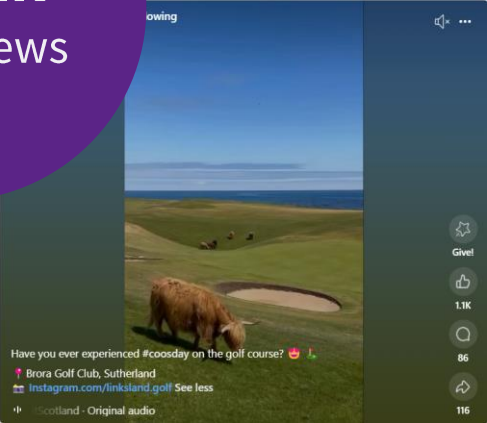 ews
owing
Give!
1.1K
86
116
Have you ever experienced #coosday on the golf course? 😍 ⛳
📍 Brora Golf Club, Sutherland
📷 Instagram.com/linksland.golf See less
Scotland · Original audio